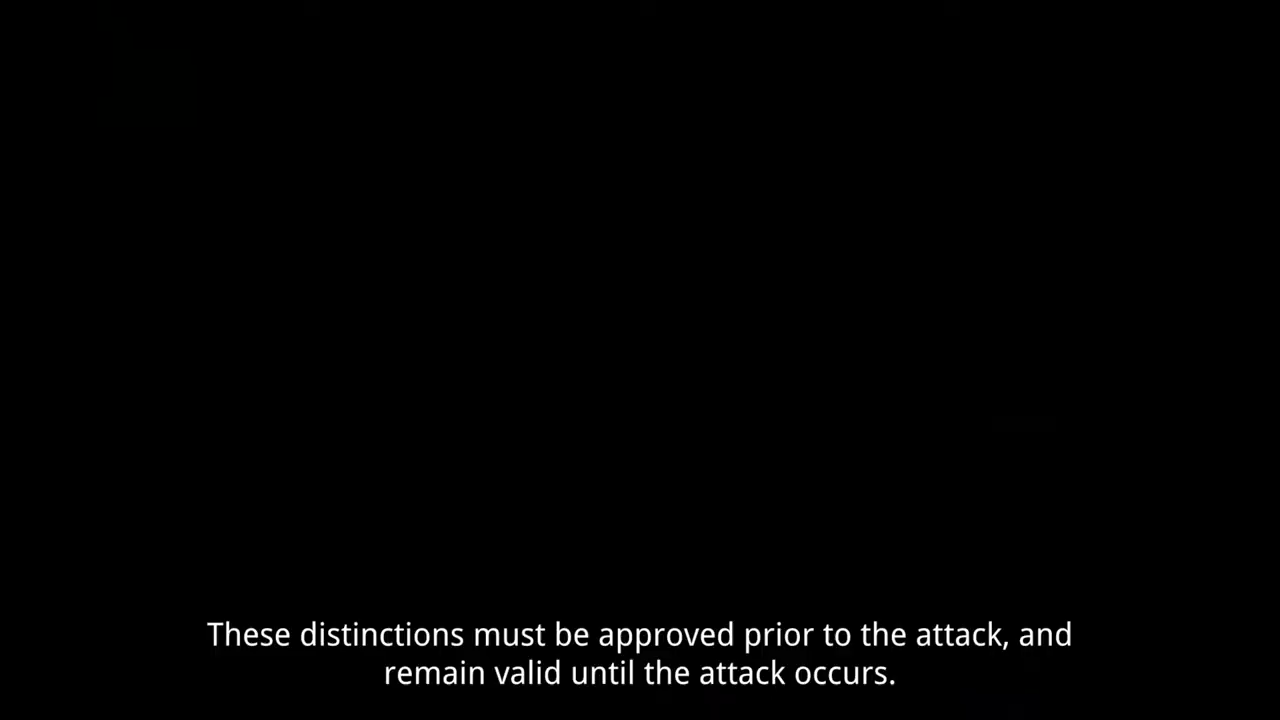 These distinctions must be approved prior to the attack, and
remain valid until the attack occurs.